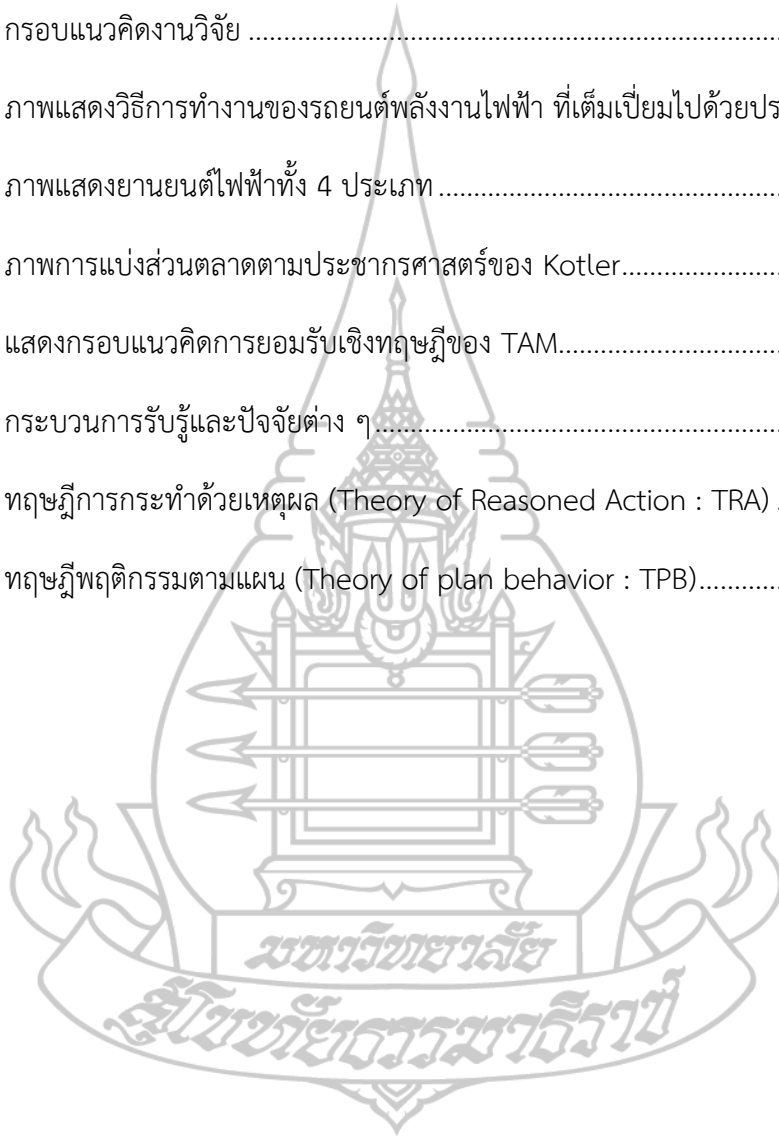 กรอบแนวคิดงานวิจัย ...........................................................................
ภาพแสดงวิธีการทำงานของรถยนต์พลังงานไฟฟ้า ที่เต็มเปี่ยมไปด้วยปร
ภาพแสดงยานยนต์ไฟฟ้าทั้ง 4 ประเภท ................................................
ภาพการแบ่งส่วนตลาดตามประชากรศาสตร์ของ Kotler......................
แสดงกรอบแนวคิดการยอมรับเชิงทฤษฎีของ TAM...............................
กระบวนการรับรู้และปัจจัยต่าง ๆ.........................................................
ทฤษฎีการกระทำด้วยเหตุผล (Theory of Reasoned Action : TRA) .
ทฤษฎีพฤติกรรมตามแผน (Theory of plan behavior : TPB)............
มหาวิทยาลัย
สุโขทัยธรรมาธิราช